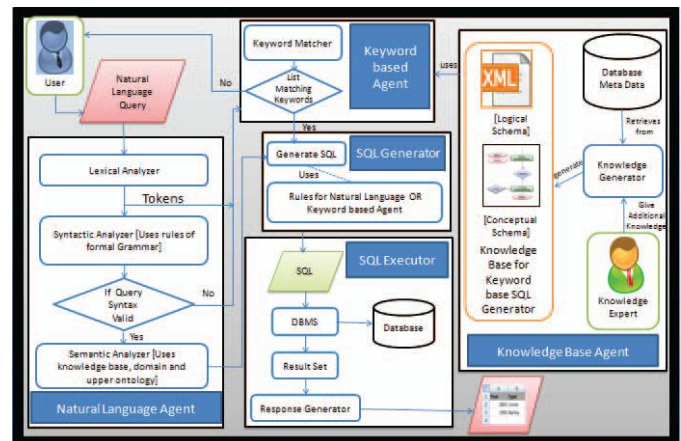 User
Natural
Language
Query
No
Keyword Matcher
List
Matching
Keywords
Keyword
based
Agent
uses
XML
[Logical
Schema]
Database
Meta Data
Retrieves
from
Knowledge
Generator
generate
Give
Additional
Knowledge
[Conceptual
Schema]
Knowledge
Base for
Keyword
base SQL
Generator
Knowledge
Expert
Knowledge Base Agent
Lexical Analyzer
Tokens
Syntactic Analyzer [Uses rules of
formal Grammar]
If Query
Syntax
Valid
No
Yes
Semantic Analyzer [Uses
knowledge base, domain and
upper ontology]
Natural Language Agent
Yes
Generate SQL
SQL Generator
Uses
Rules for Natural Language OR
Keyword based Agent
SQL
SQL Executor
DBMS
Database
Result Set
Response Generator